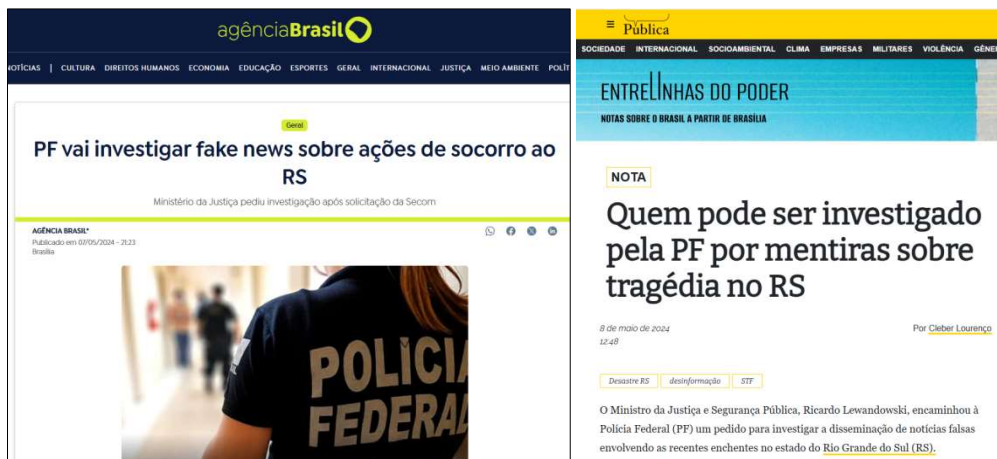 agênciaBrasil
NOTÍCIAS | CULTURA DIREITOS HUMANOS ECONOMIA EDUCAÇÃO ESPORTES GERAL INTERNACIONAL JUSTIÇA MEIO AMBIENTE POLÍT
Geral
PF vai investigar fake news sobre ações de socorro ao
RS
Ministério da Justiça pediu investigação após solicitação da Secom
AGÊNCIA BRASIL*
Publicado em 07/05/2024 - 21:23
Brasília
POLÍCIA
FEDERAL
Pública
SOCIEDADE INTERNACIONAL SOCIOAMBIENTAL CLIMA EMPRESAS MILITARES VIOLÊNCIA GÊNE
ENTRELINHAS DO PODER
NOTAS SOBRE O BRASIL A PARTIR DE BRASÍLIA
NOTA
Quem pode ser investigado
pela PF por mentiras sobre
tragédia no RS
8 de maio de 2024
12:48
Por Cleber Lourenço
Desastre RS desinformação STF
O Ministro da Justiça e Segurança Pública, Ricardo Lewandowski, encaminhou à
Polícia Federal (PF) um pedido para investigar a disseminação de notícias falsas
envolvendo as recentes enchentes no estado do Rio Grande do Sul (RS).